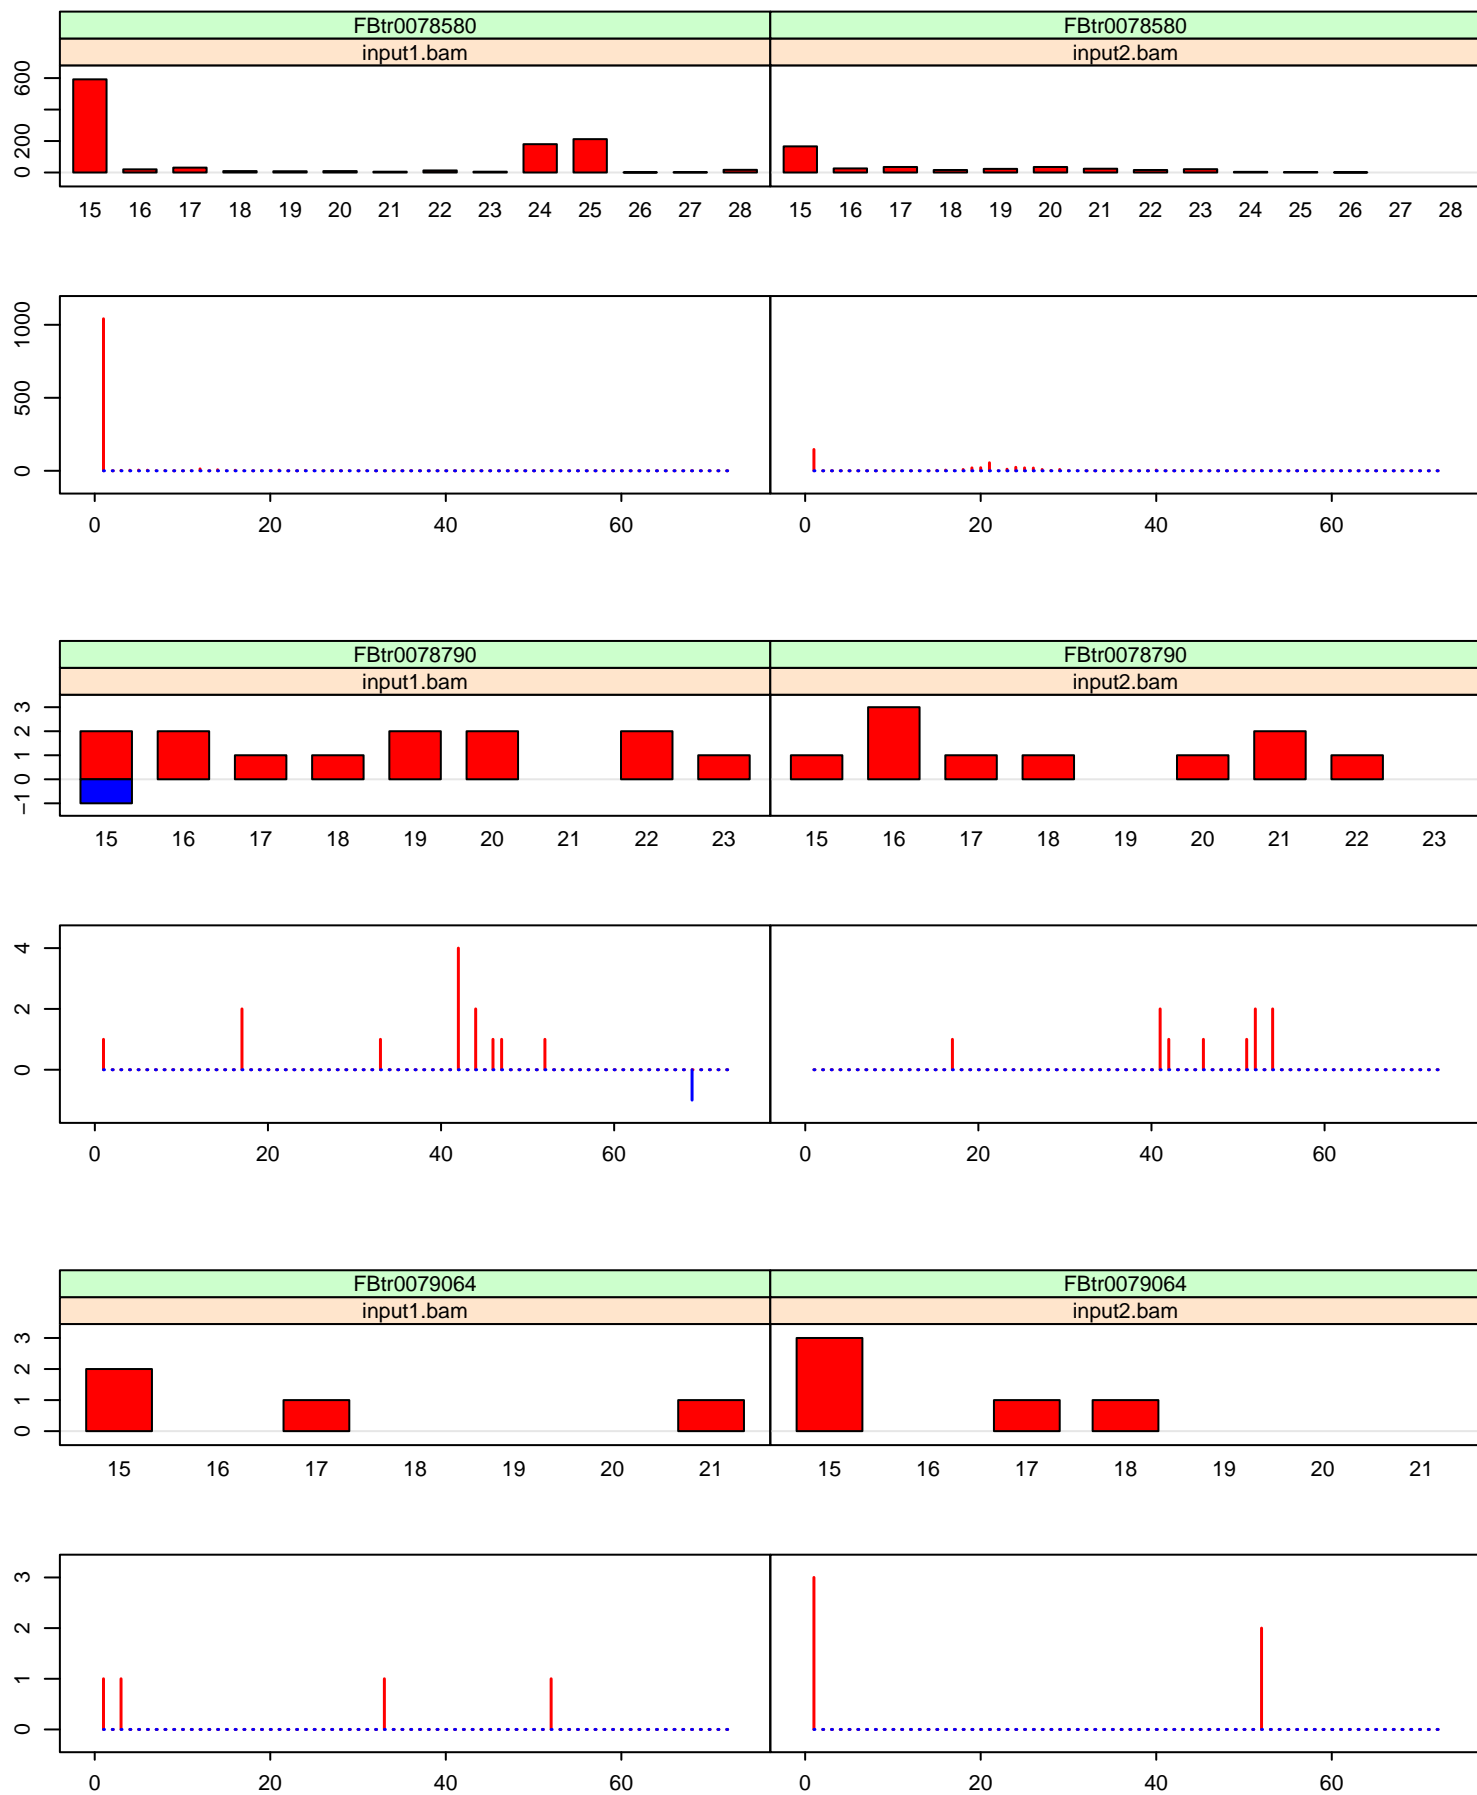 FBtr0078580 FBtr0078580
input1.bam input2.bam
600
200
0
15 16 17 18 19 20 21 22 23 24 25 26 27 28 15 16 17 18 19 20 21 22 23 24 25 26 27 28
1000
500
0
0 20 40 60 0 20 40 60
FBtr0078790 FBtr0078790
input1.bam input2.bam
3
2
1
0
−1
15 16 17 18 19 20 21 22 23 15 16 17 18 19 20 21 22 23
4
2
0
0 20 40 60 0 20 40 60
FBtr0079064 FBtr0079064
input1.bam input2.bam
3
2
1
0
15 16 17 18 19 20 21 15 16 17 18 19 20 21
3
2
1
0
0 20 40 60 0 20 40 60